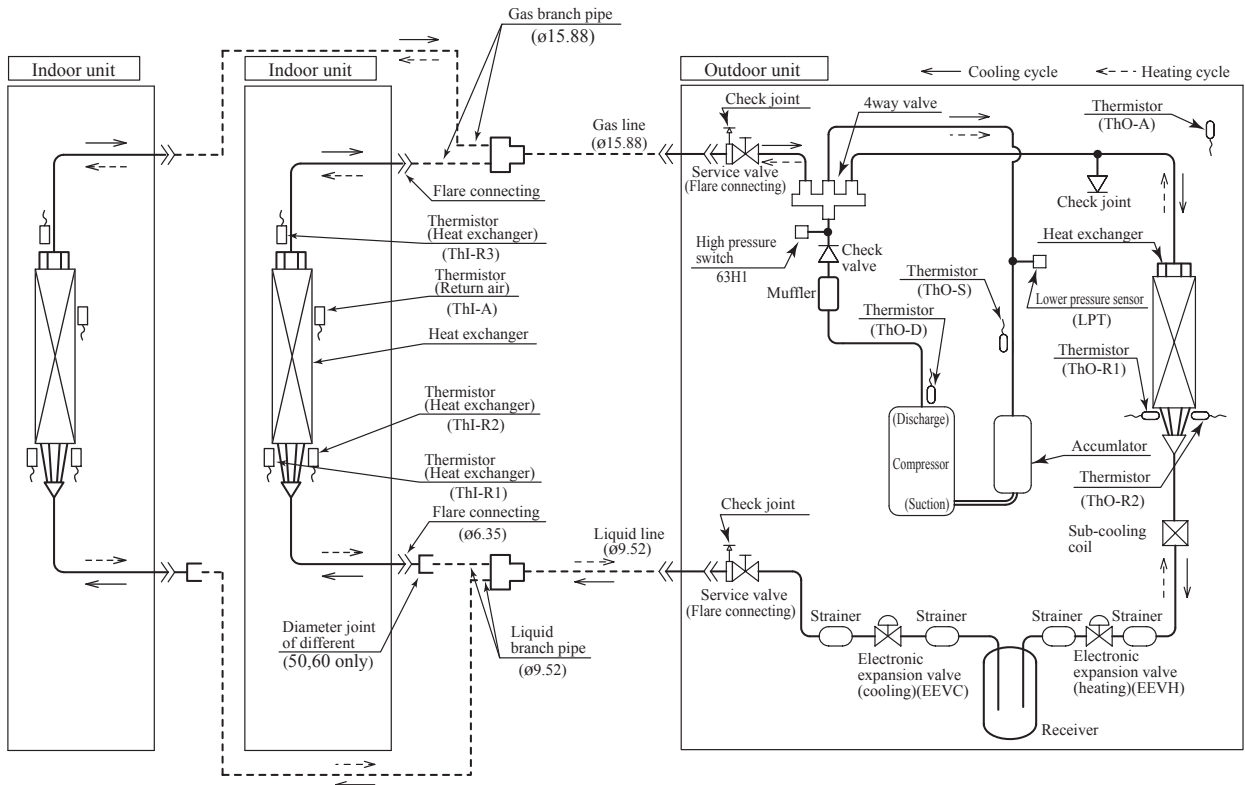 Gas branch pipe
(ø15.88)
Indoor unit
Indoor unit
Outdoor unit
Cooling cycle
Heating cycle
Check joint
4way valve
Thermistor
(ThO-A)
Gas line
(ø15.88)
Service valve
(Flare connecting)
Check joint
Flare connecting
Thermistor
(Heat exchanger)
(ThI-R3)
High pressure
switch
63H1
Check
valve
Heat exchanger
Thermistor
(Return air)
(ThI-A)
Muffler
Thermistor
(ThO-S)
Lower pressure sensor
(LPT)
Thermistor
(ThO-D)
Heat exchanger
Thermistor
(ThO-R1)
Thermistor
(Heat exchanger)
(ThI-R2)
(Discharge)
Compressor
(Suction)
Accumlator
Thermistor
(Heat exchanger)
(ThI-R1)
Thermistor
(ThO-R2)
Flare connecting
(ø6.35)
Check joint
Sub-cooling
coil
Liquid line
(ø9.52)
Service valve
(Flare connecting)
Diameter joint
of different
(50,60 only)
Liquid
branch pipe
(ø9.52)
Strainer
Strainer
Strainer
Strainer
Electronic
expansion valve
(cooling)(EEVC)
Electronic
expansion valve
(heating)(EEVH)
Receiver